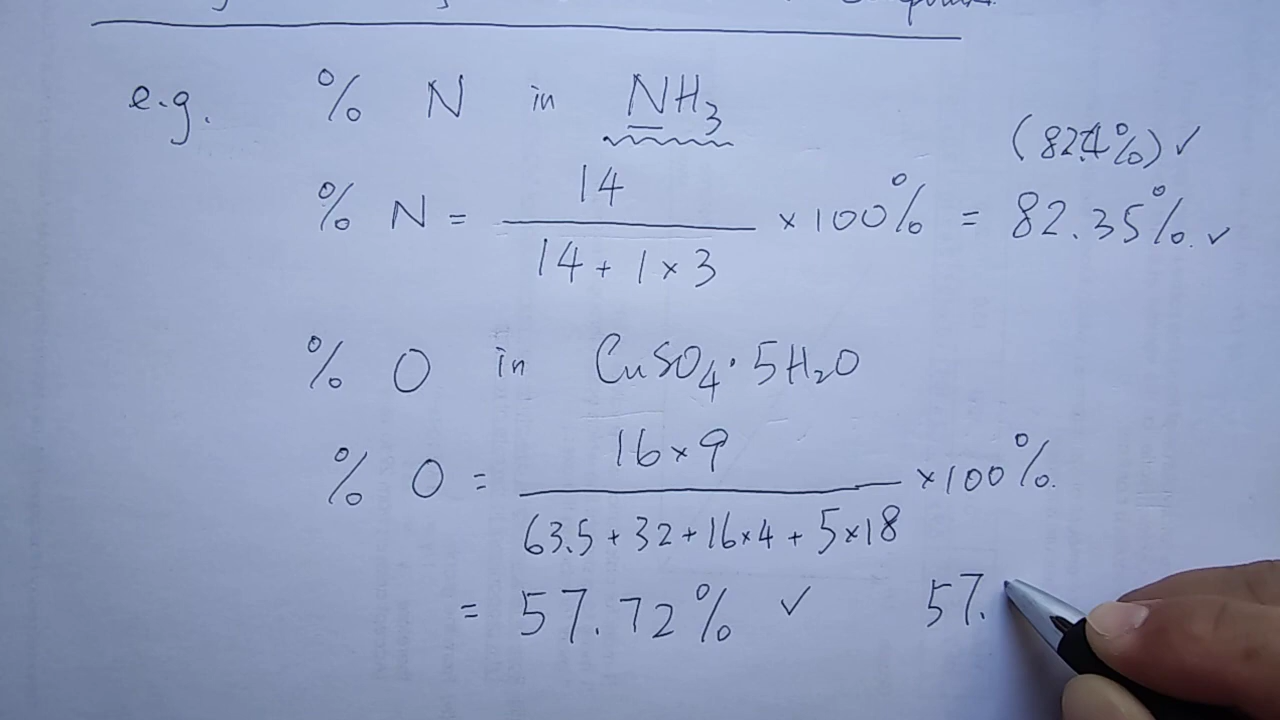 e.g. % N in NH₃
(82.4%) ✓
% N = 14 / 14 + 1 × 3 × 100% = 82.35%. ✓
% O in CuSO₄·5H₂O
% O = 16 × 9 / 63.5 + 32 + 16 × 4 + 5 × 18 × 100%.
= 57.72% ✓ 57.